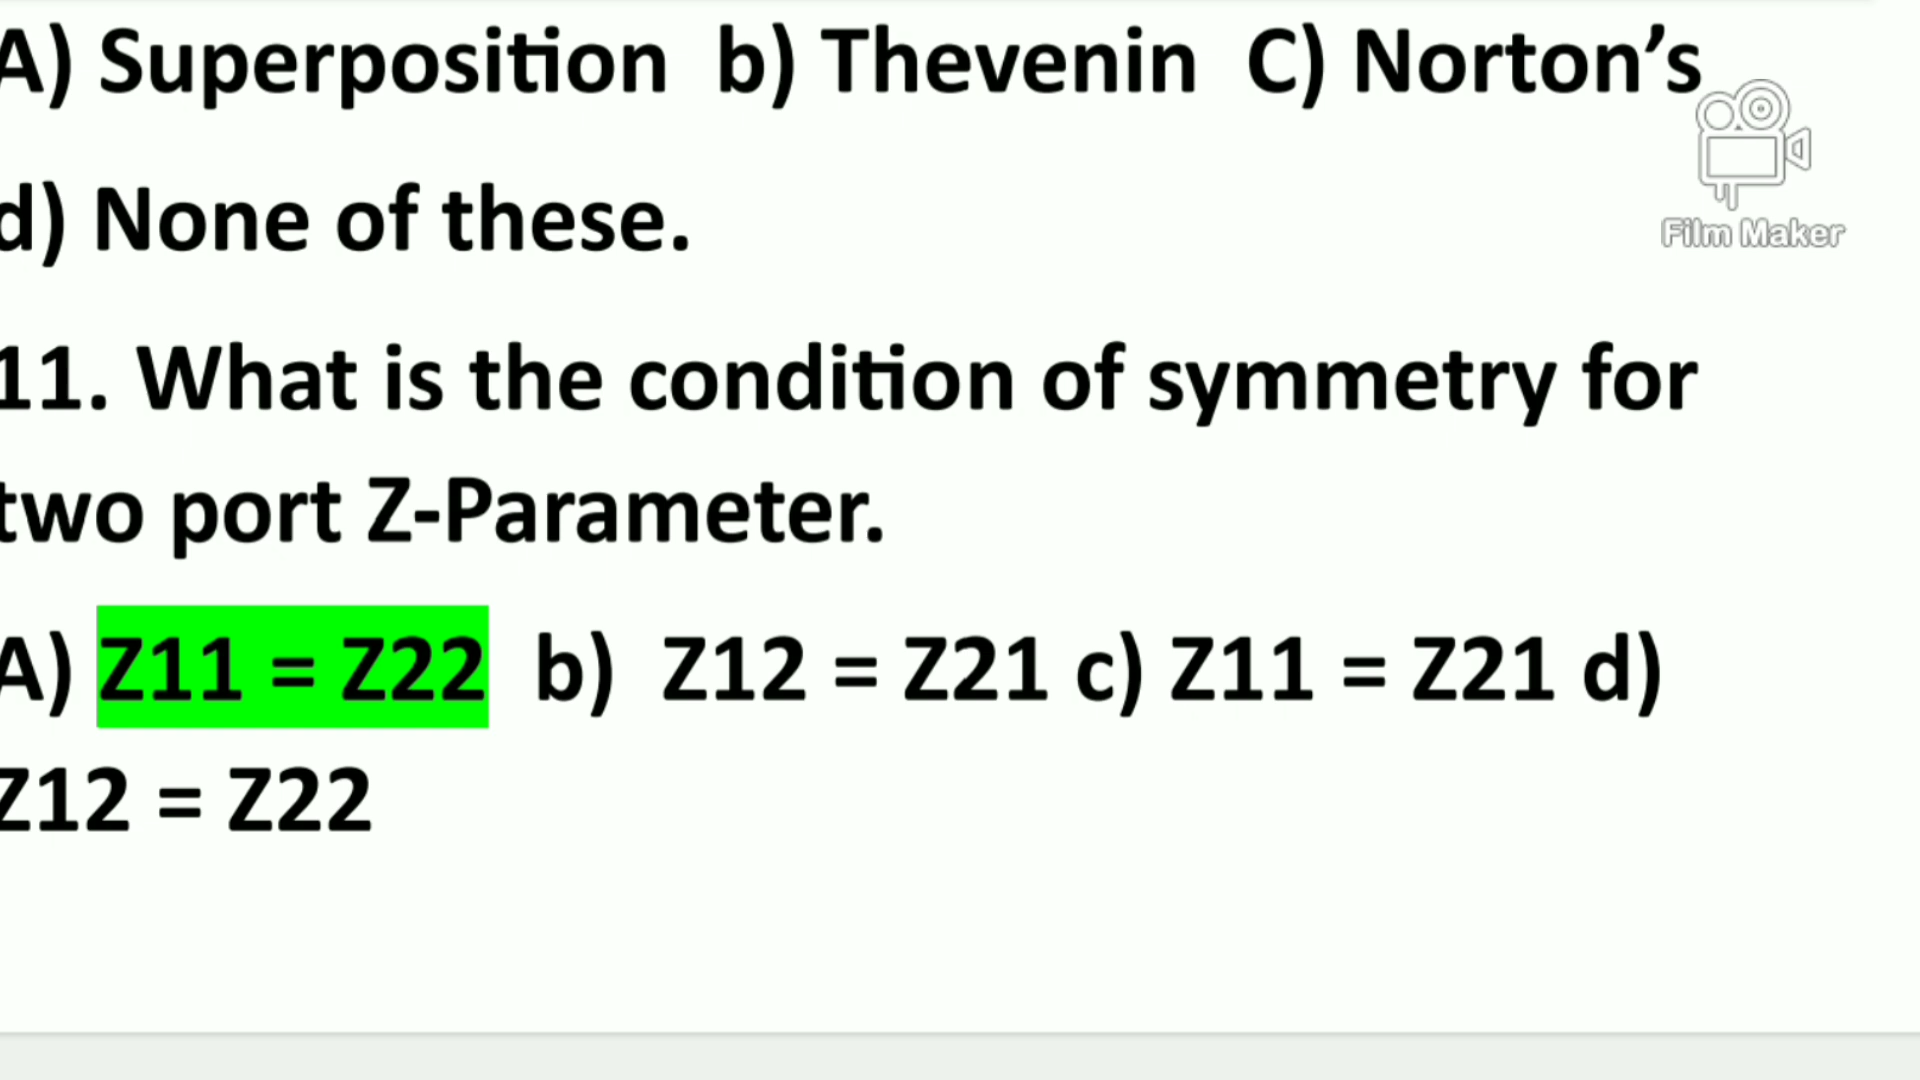 A) Superposition b) Thevenin C) Norton’s
Film Maker
d) None of these.
11. What is the condition of symmetry for
two port Z-Parameter.
A) Z11 = Z22 b) Z12 = Z21 c) Z11 = Z21 d)
Z12 = Z22